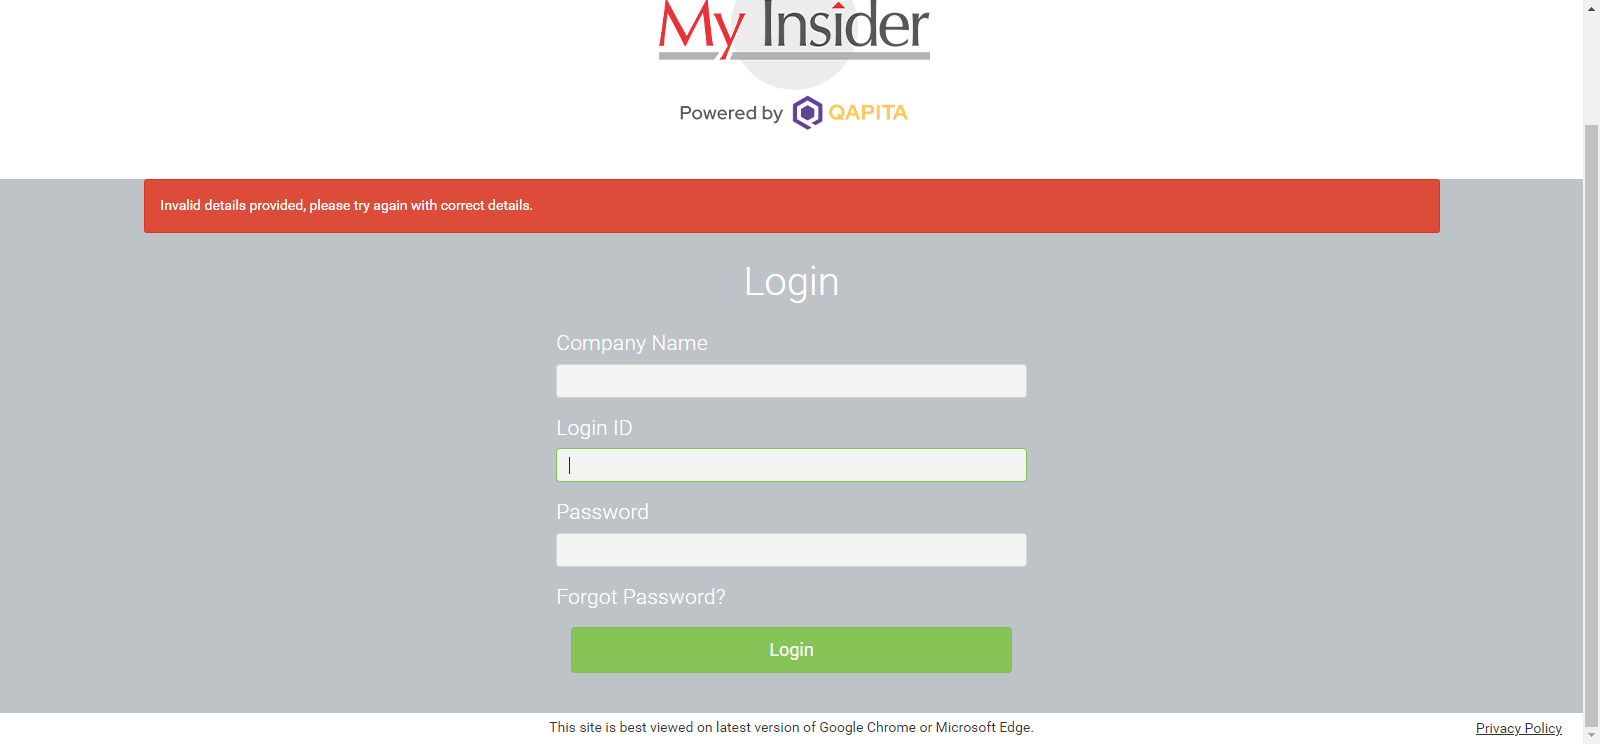 My Insider
Powered by QAPITA
Invalid details provided, please try again with correct details.
Login
Company Name
Login ID
Password
Forgot Password?
Login
This site is best viewed on latest version of Google Chrome or Microsoft Edge.
Privacy Policy